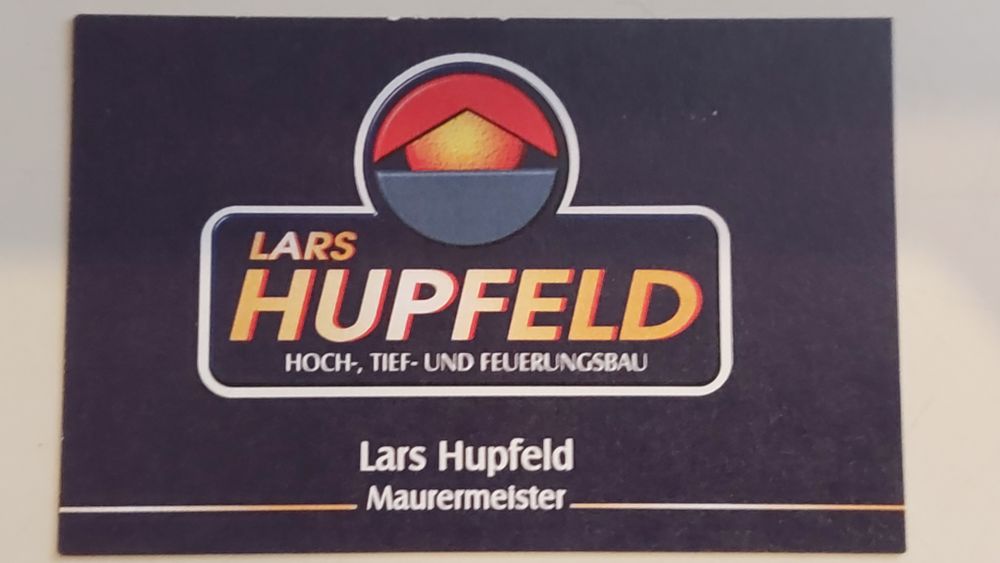 LARS
HUPFELD
HOCH-, TIEF- UND FEUERUNGSBAU
Lars Hupfeld
Maurermeister